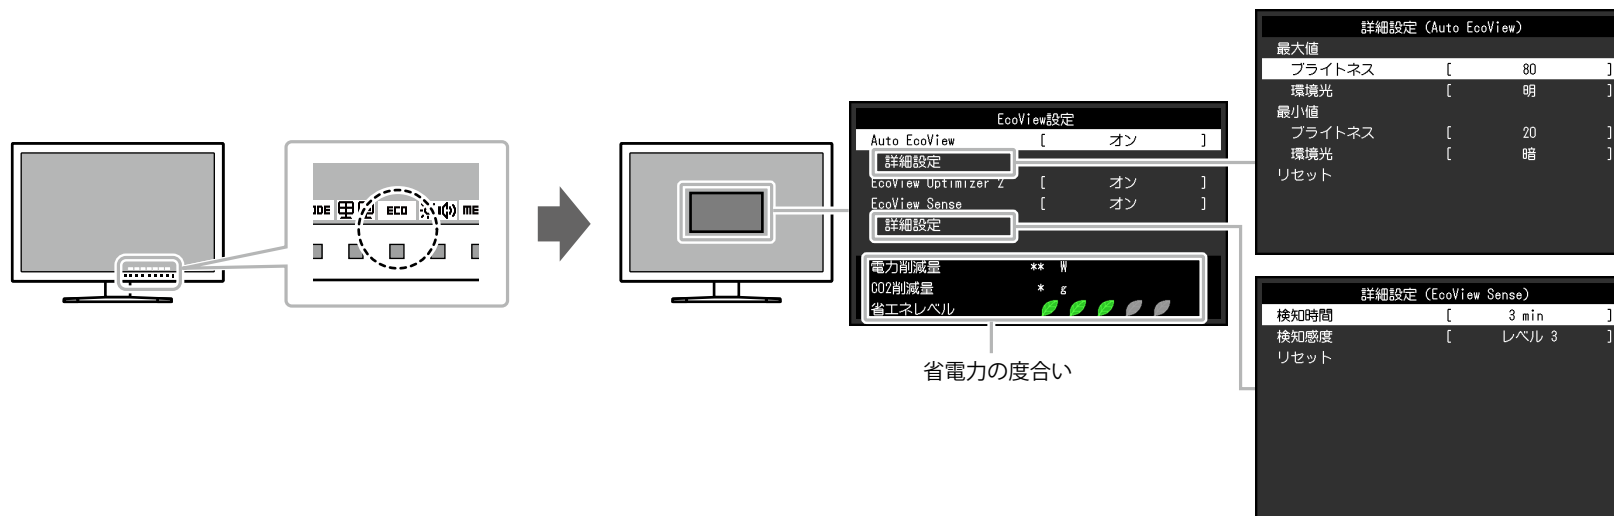 ECO
EcoView設定
Auto EcoView [ オン ]
詳細設定
EcoView Optimizer 2 [ オン ]
EcoView Sense [ オン ]
詳細設定
電力削減量 ** W
CO2削減量 * g
省エネレベル
省電力の度合い
詳細設定 (Auto EcoView)
最大値
ブライトネス [ 80 ]
環境光 [ 明 ]
最小値
ブライトネス [ 20 ]
環境光 [ 暗 ]
リセット
詳細設定 (EcoView Sense)
検知時間 [ 3 min ]
検知感度 [ レベル 3 ]
リセット